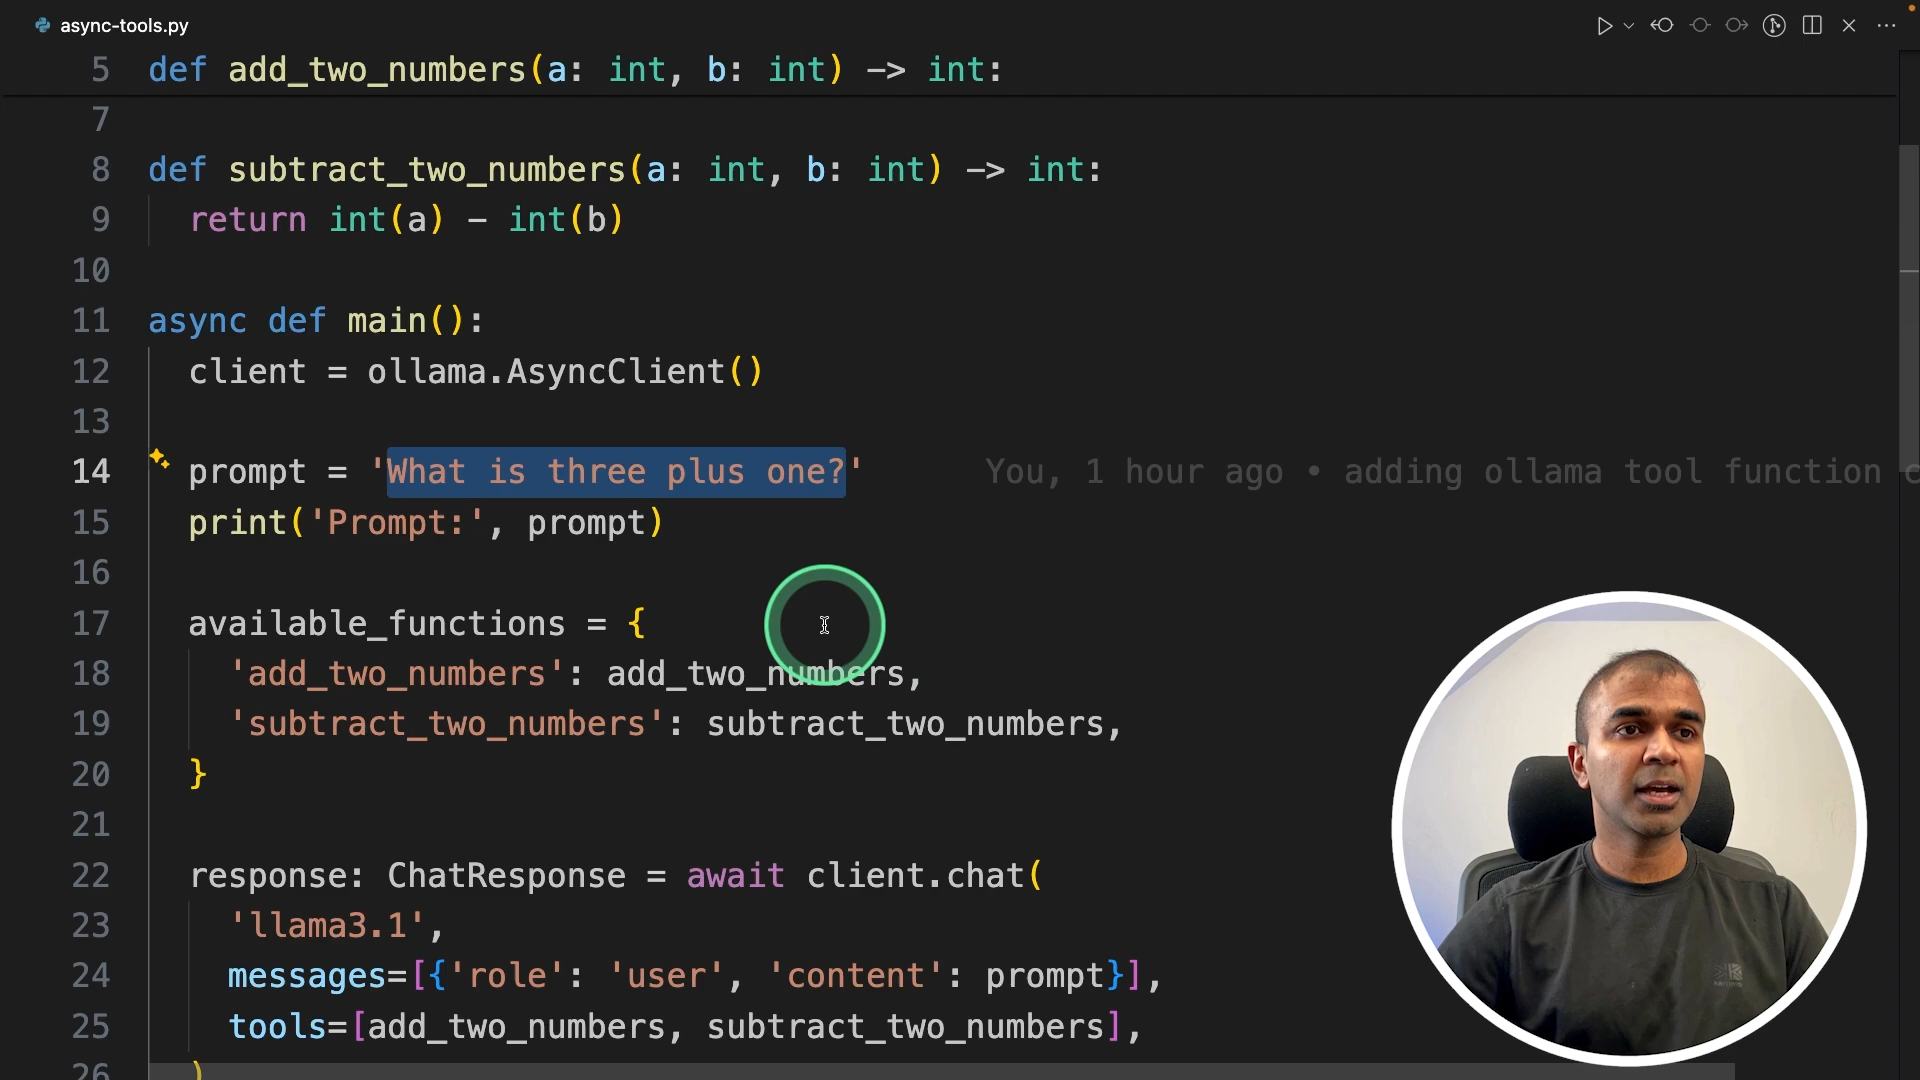 async-tools.py
5 def add_two_numbers(a: int, b: int) -> int:
7
8 def subtract_two_numbers(a: int, b: int) -> int:
9 return int(a) - int(b)
10
11 async def main():
12 client = ollama.AsyncClient()
13
14 prompt = 'What is three plus one?' You, 1 hour ago • adding ollama tool function
15 print('Prompt:', prompt)
16
17 available_functions = {
18 'add_two_numbers': add_two_numbers,
19 'subtract_two_numbers': subtract_two_numbers,
20 }
21
22 response: ChatResponse = await client.chat(
23 'llama3.1',
24 messages=[{'role': 'user', 'content': prompt}],
25 tools=[add_two_numbers, subtract_two_numbers],
26 )